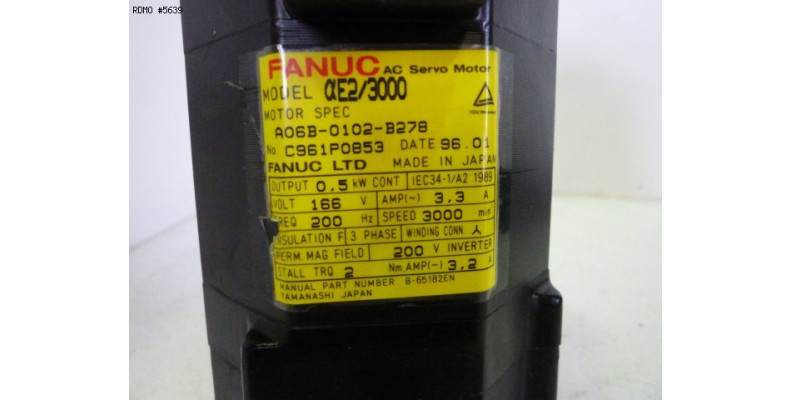 RDMO #5639
FANUC AC Servo Motor
MODEL αE2/3000
MOTOR SPEC
A06B-0102-B278
No C961P0853 DATE 96.01
FANUC LTD MADE IN JAPAN
OUTPUT 0,5 kW CONT IEC34-1/A2 1989
VOLT 166 V AMP(~) 3,3 A
FREQ 200 Hz SPEED 3000 min
INSULATION F 3 PHASE WINDING CONN. 人
PERM. MAG FIELD 200 V INVERTER
STALL TRQ 2 Nm AMP(~) 3,2 A
MANUAL PART NUMBER B-65182EN
YAMANASHI JAPAN